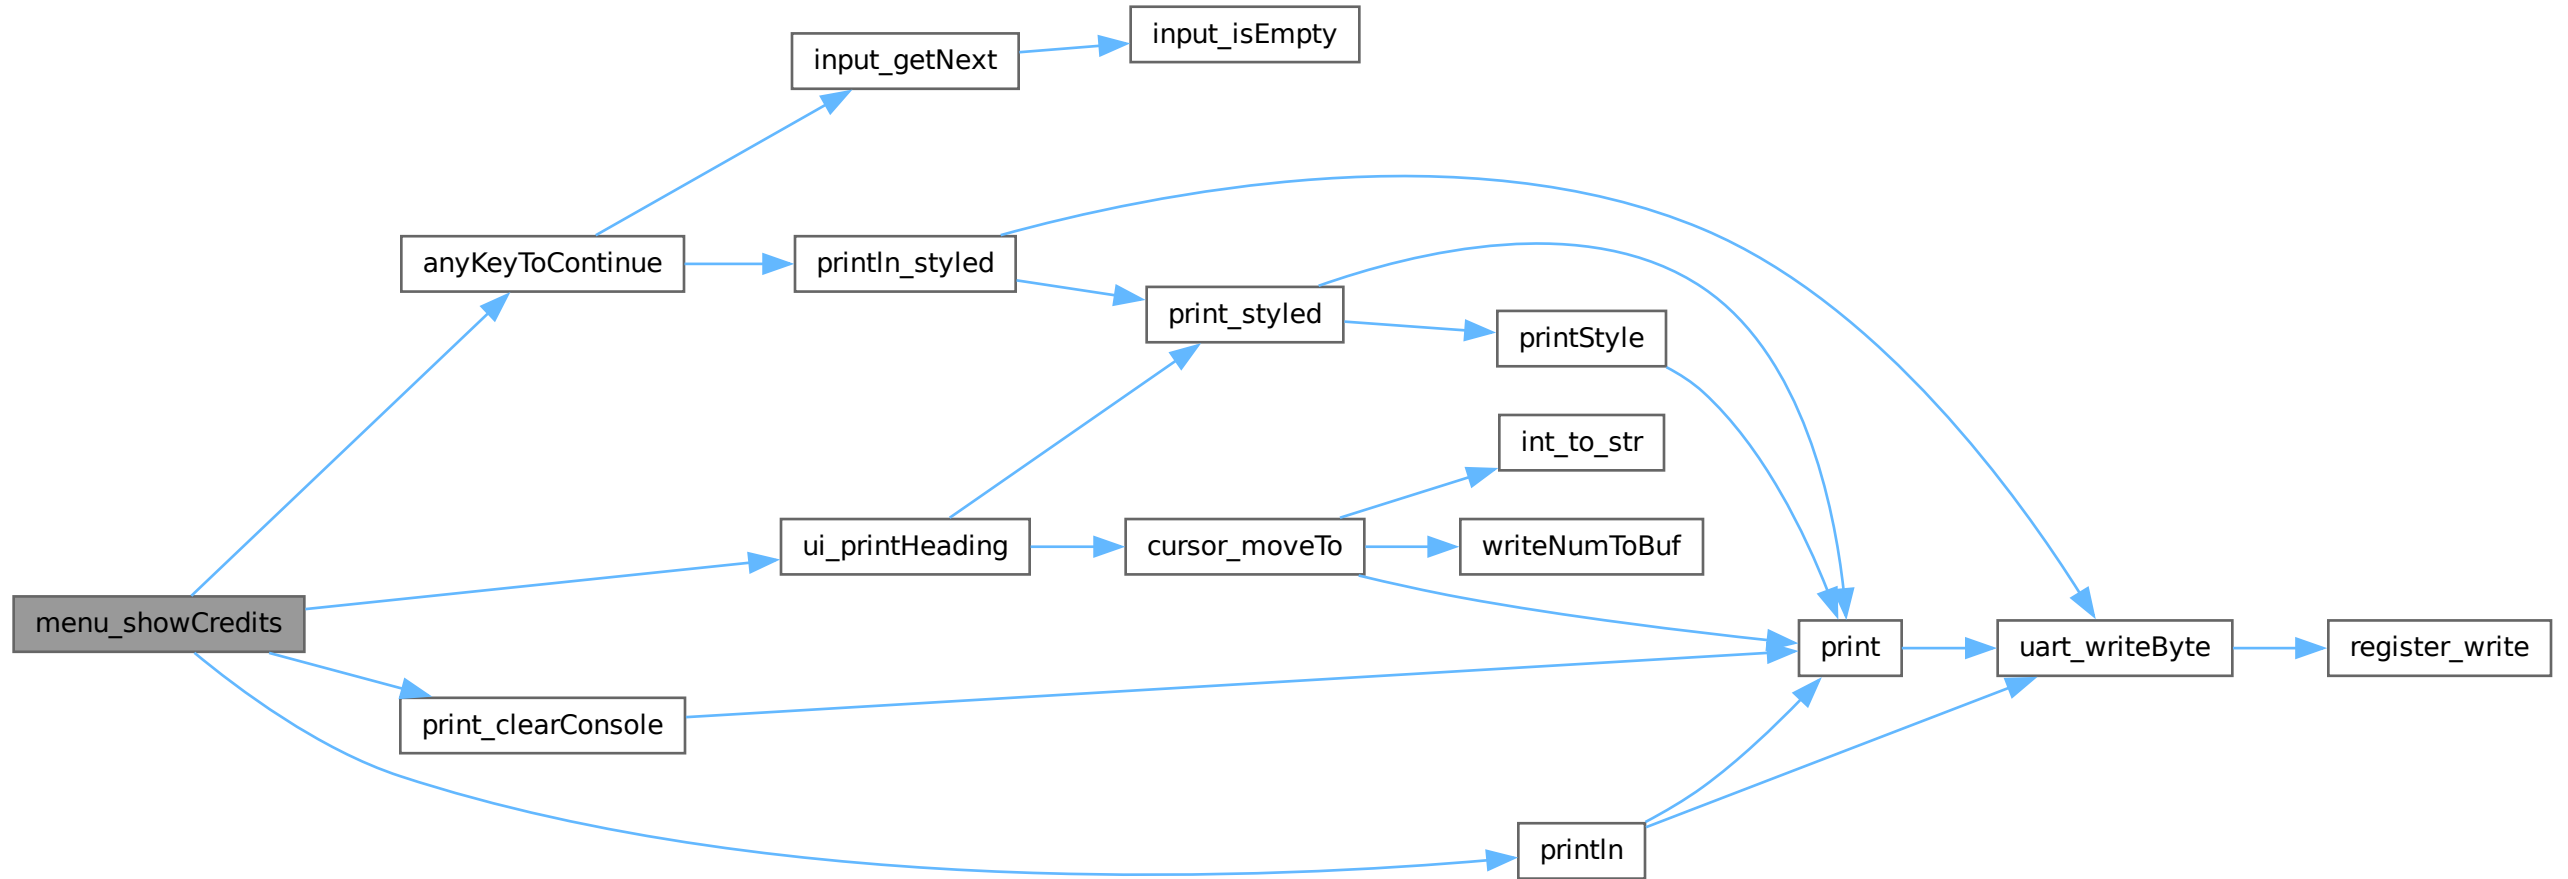 input_isEmpty
input_getNext
anyKeyToContinue
println_styled
print_styled
printStyle
int_to_str
ui_printHeading
cursor_moveTo
writeNumToBuf
menu_showCredits
print
uart_writeByte
register_write
print_clearConsole
println